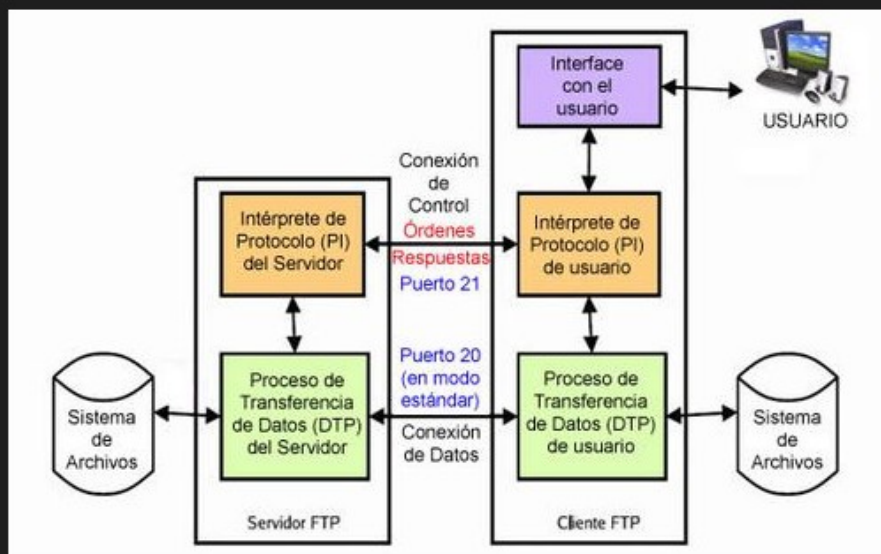 Interface
con el
usuario
USUARIO
Conexión
de
Control
Órdenes
Respuestas
Puerto 21
Intérprete de
Protocolo (PI)
del Servidor
Intérprete de
Protocolo (PI)
de usuario
Puerto 20
(en modo
estándar)
Conexión
de Datos
Sistema
de
Archivos
Proceso de
Transferencia
de Datos (DTP)
del Servidor
Proceso de
Transferencia
de Datos (DTP)
de usuario
Sistema
de
Archivos
Servidor FTP
Cliente FTP